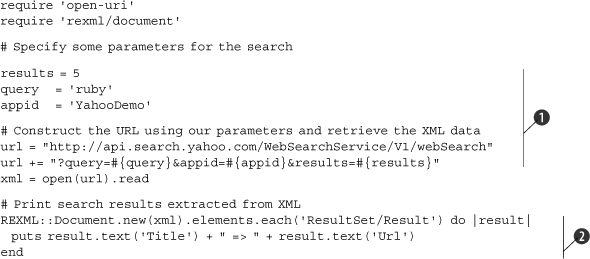 require 'open-uri'
require 'rexml/document'
# Specify some parameters for the search
results = 5
query   = 'ruby'
appid   = 'YahooDemo'
❶
# Construct the URL using our parameters and retrieve the XML data
url = "http://api.search.yahoo.com/WebSearchService/V1/webSearch"
url += "?query=#{query}&appid=#{appid}&results=#{results}"
xml = open(url).read
# Print search results extracted from XML
REXML::Document.new(xml).elements.each('ResultSet/Result') do |result|
  puts result.text('Title') + " => " + result.text('Url')
❷
end